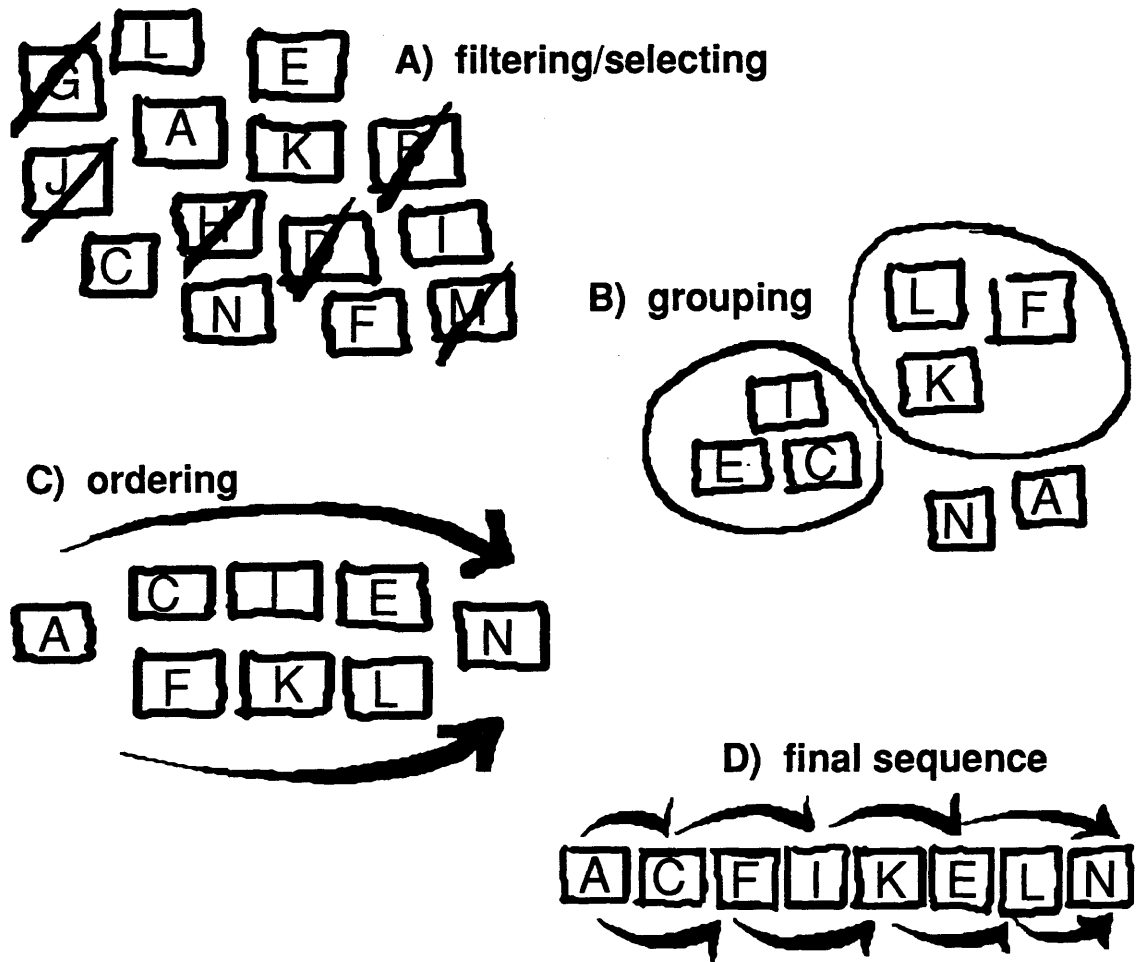 A) filtering/selecting
G L E
A K B
J H D I
C N F M
B) grouping
L F
K
I
E C
N A
C) ordering
C I E
A N
F K L
D) final sequence
A C F I K E L N